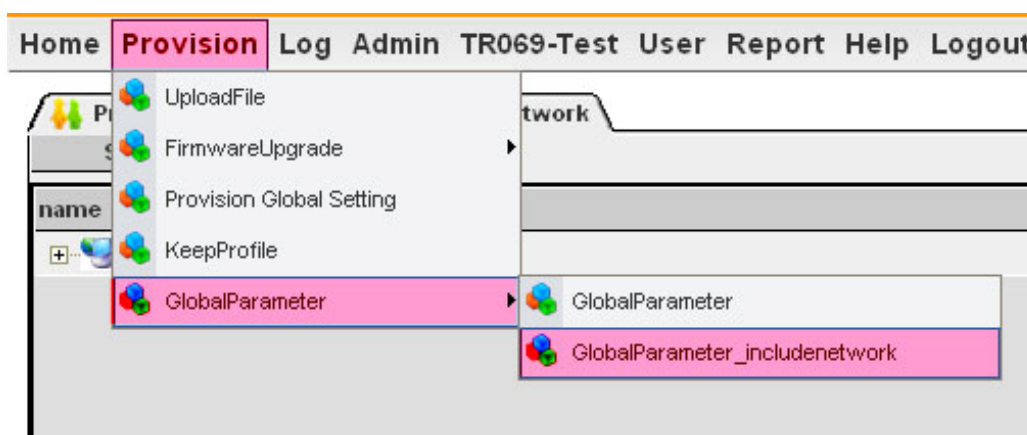 Home Provision Log Admin TR069-Test User Report Help Logout
UploadFile
FirmwareUpgrade
Provision Global Setting
name
KeepProfile
GlobalParameter
GlobalParameter
GlobalParameter_includenetwork